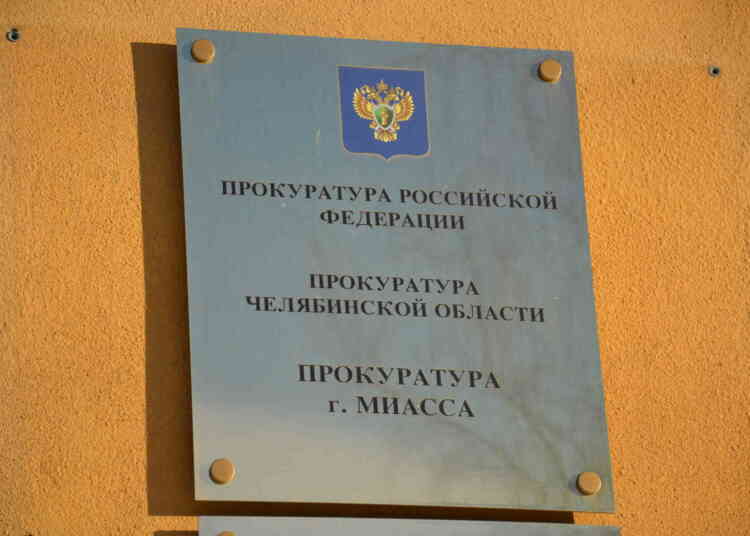 ПРОКУРАТУРА РОССИЙСКОЙ
ФЕДЕРАЦИИ
ПРОКУРАТУРА
ЧЕЛЯБИНСКОЙ ОБЛАСТИ
ПРОКУРАТУРА
г. МИАССА